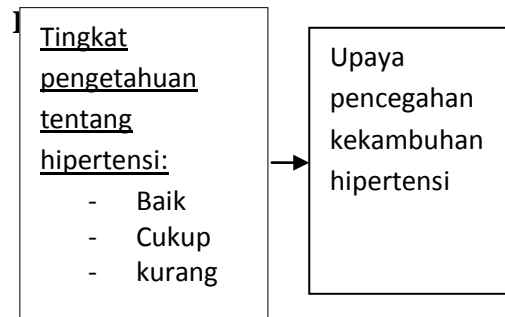 Tingkat
pengetahuan
tentang
hipertensi:
- Baik
- Cukup
- kurang
Upaya
pencegahan
kekambuhan
hipertensi